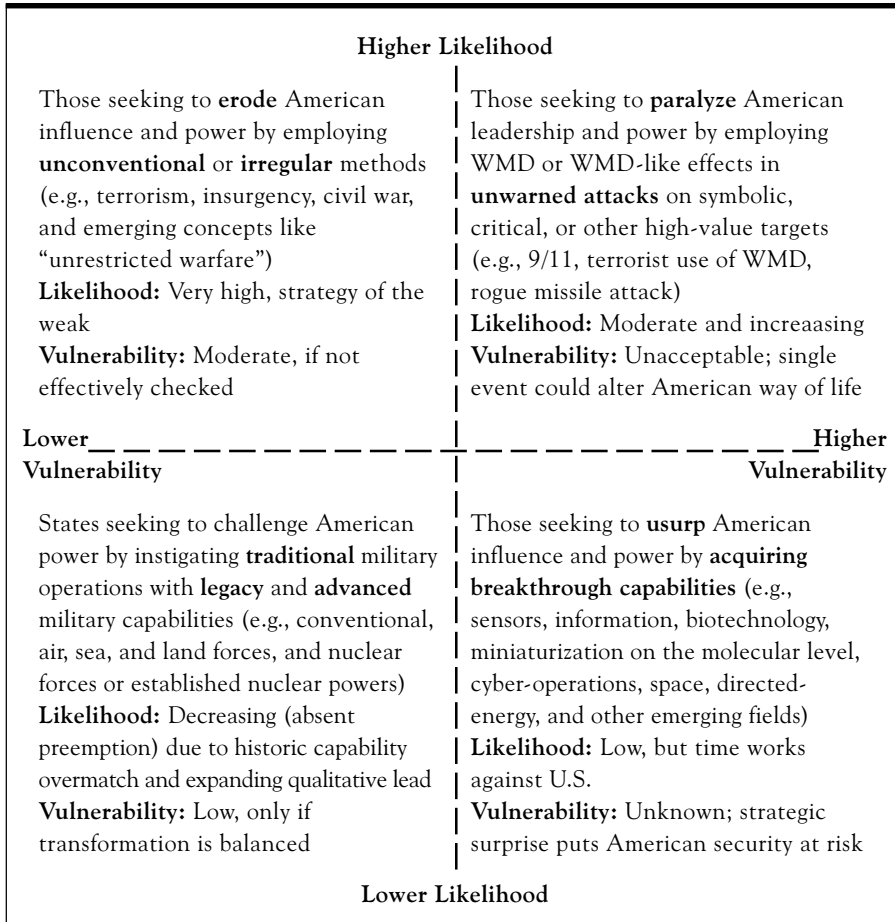 Higher Likelihood
Those seeking to erode American
influence and power by employing
unconventional or irregular methods
(e.g., terrorism, insurgency, civil war,
and emerging concepts like
“unrestricted warfare”)
Likelihood: Very high, strategy of the
weak
Vulnerability: Moderate, if not
effectively checked
Those seeking to paralyze American
leadership and power by employing
WMD or WMD-like effects in
unwarned attacks on symbolic,
critical, or other high-value targets
(e.g., 9/11, terrorist use of WMD,
rogue missile attack)
Likelihood: Moderate and increaasing
Vulnerability: Unacceptable; single
event could alter American way of life
Lower
Vulnerability
Higher
Vulnerability
States seeking to challenge American
power by instigating traditional military
operations with legacy and advanced
military capabilities (e.g., conventional,
air, sea, and land forces, and nuclear
forces or established nuclear powers)
Likelihood: Decreasing (absent
preemption) due to historic capability
overmatch and expanding qualitative lead
Vulnerability: Low, only if
transformation is balanced
Those seeking to usurp American
influence and power by acquiring
breakthrough capabilities (e.g.,
sensors, information, biotechnology,
miniaturization on the molecular level,
cyber-operations, space, directed-
energy, and other emerging fields)
Likelihood: Low, but time works
against U.S.
Vulnerability: Unknown; strategic
surprise puts American security at risk
Lower Likelihood